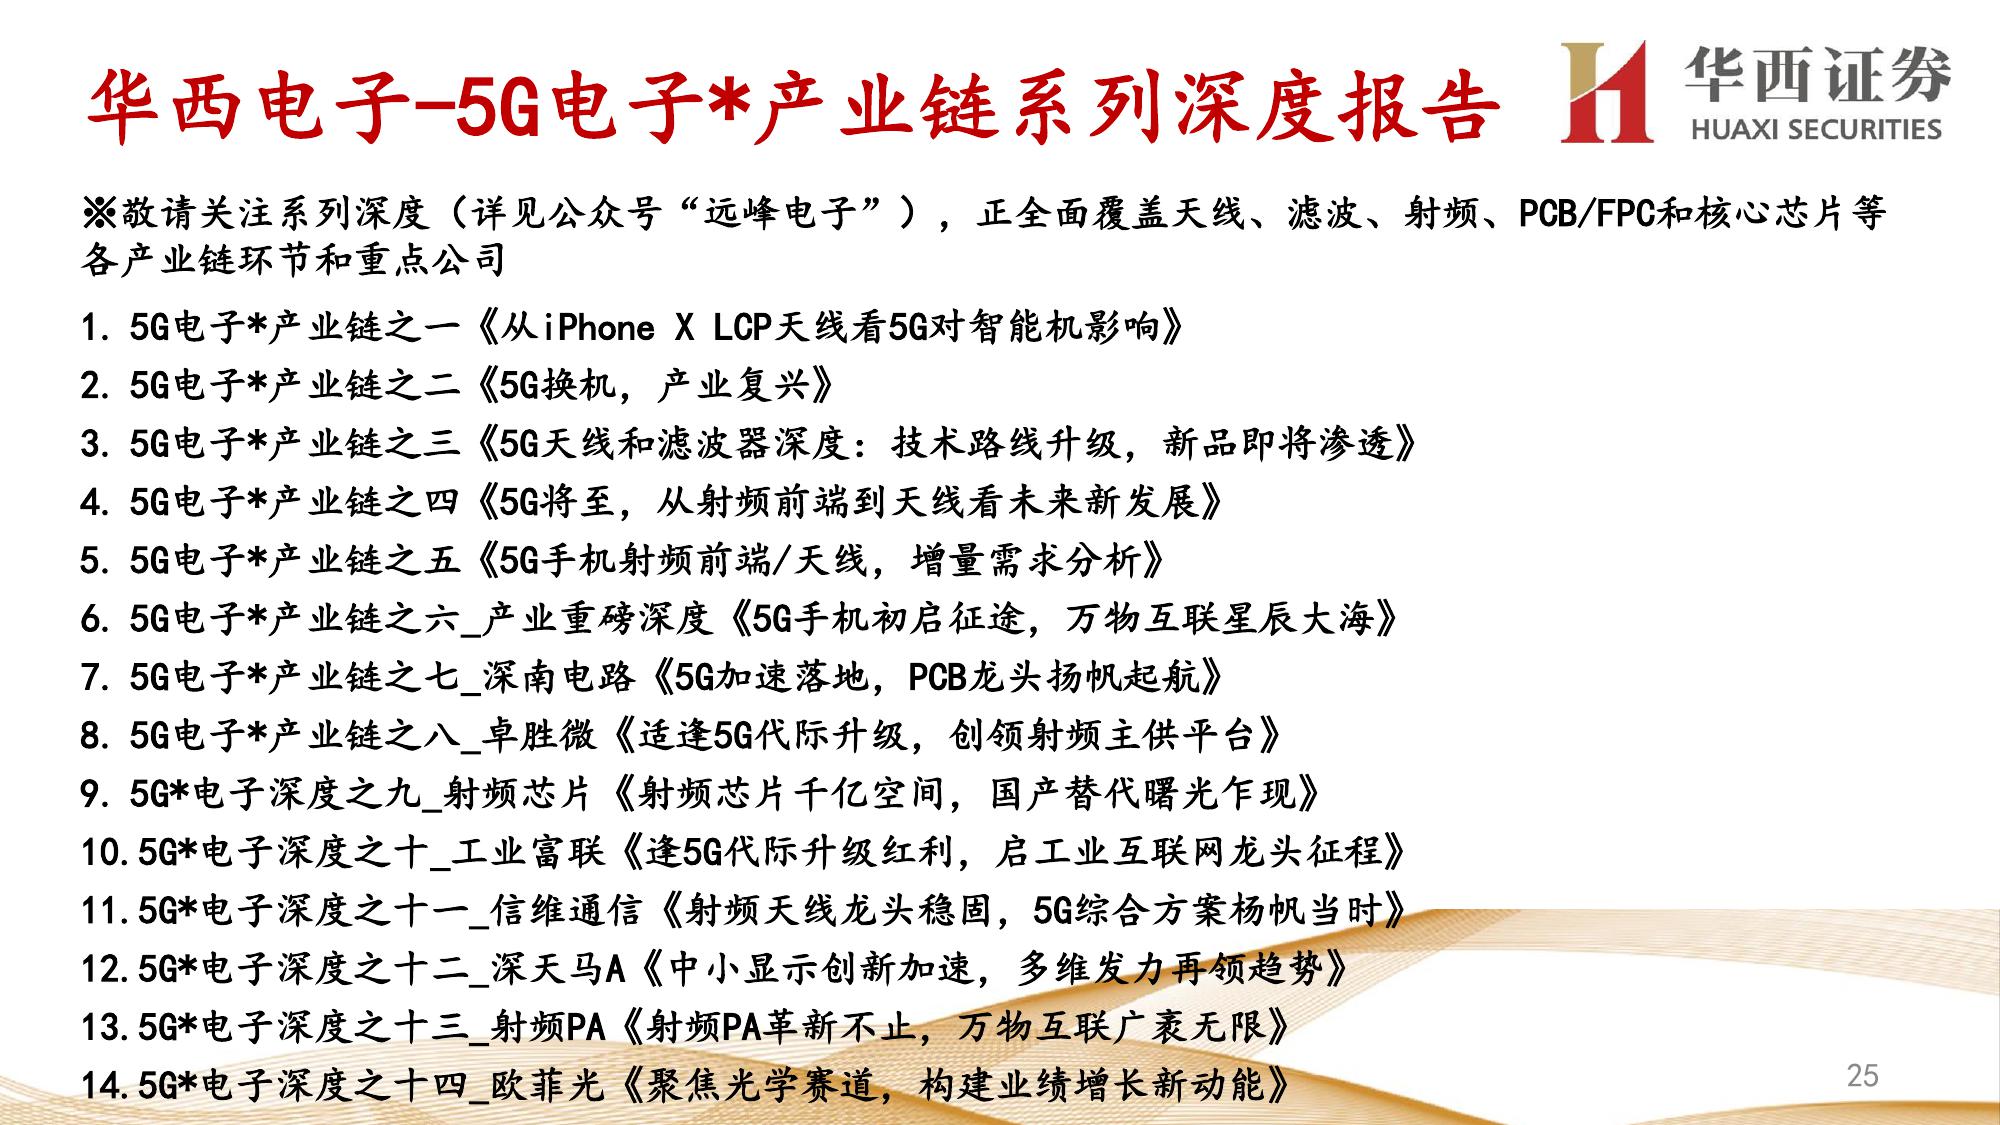 华西电子-5G电子*产业链系列深度报告
华西证券
HUAXI SECURITIES
※敬请关注系列深度（详见公众号“远峰电子”），正全面覆盖天线、滤波、射频、PCB/FPC和核心芯片等
各产业链环节和重点公司
1. 5G电子*产业链之一《从iPhone X LCP天线看5G对智能机影响》
2. 5G电子*产业链之二《5G换机，产业复兴》
3. 5G电子*产业链之三《5G天线和滤波器深度：技术路线升级，新品即将渗透》
4. 5G电子*产业链之四《5G将至，从射频前端到天线看未来新发展》
5. 5G电子*产业链之五《5G手机射频前端/天线，增量需求分析》
6. 5G电子*产业链之六_产业重磅深度《5G手机初启征途，万物互联星辰大海》
7. 5G电子*产业链之七_深南电路《5G加速落地，PCB龙头扬帆起航》
8. 5G电子*产业链之八_卓胜微《适逢5G代际升级，创领射频主供平台》
9. 5G*电子深度之九_射频芯片《射频芯片千亿空间，国产替代曙光乍现》
10.5G*电子深度之十_工业富联《逢5G代际升级红利，启工业互联网龙头征程》
11.5G*电子深度之十一_信维通信《射频天线龙头稳固，5G综合方案杨帆当时》
12.5G*电子深度之十二_深天马A《中小显示创新加速，多维发力再领趋势》
13.5G*电子深度之十三_射频PA《射频PA革新不止，万物互联广袤无限》
14.5G*电子深度之十四_欧菲光《聚焦光学赛道，构建业绩增长新动能》
25